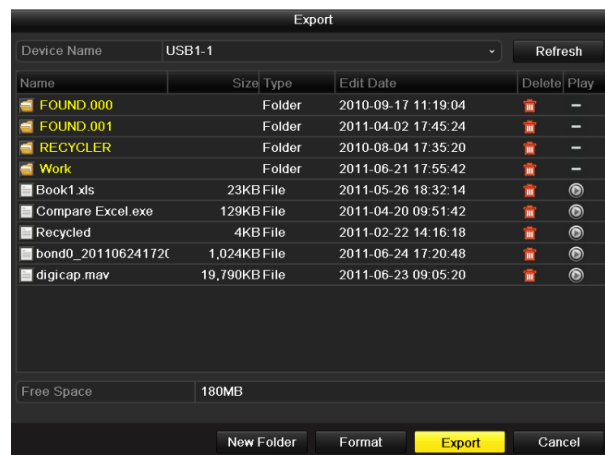 Export
Device Name USB1-1 Refresh
Name Size Type Edit Date Delete Play
FOUND.000 Folder 2010-09-17 11:19:04 –
FOUND.001 Folder 2011-04-02 17:45:24 –
RECYCLER Folder 2010-08-04 17:35:20 –
Work Folder 2011-06-21 17:55:42 –
Book1.xls 23KB File 2011-05-26 18:32:14
Compare Excel.exe 129KB File 2011-04-20 09:51:42
Recycled 4KB File 2011-02-22 14:16:18
bond0_20110624172( 1,024KB File 2011-06-24 17:20:48
digicap.mav 19,790KB File 2011-06-23 09:05:20
Free Space 180MB
New Folder Format Export Cancel